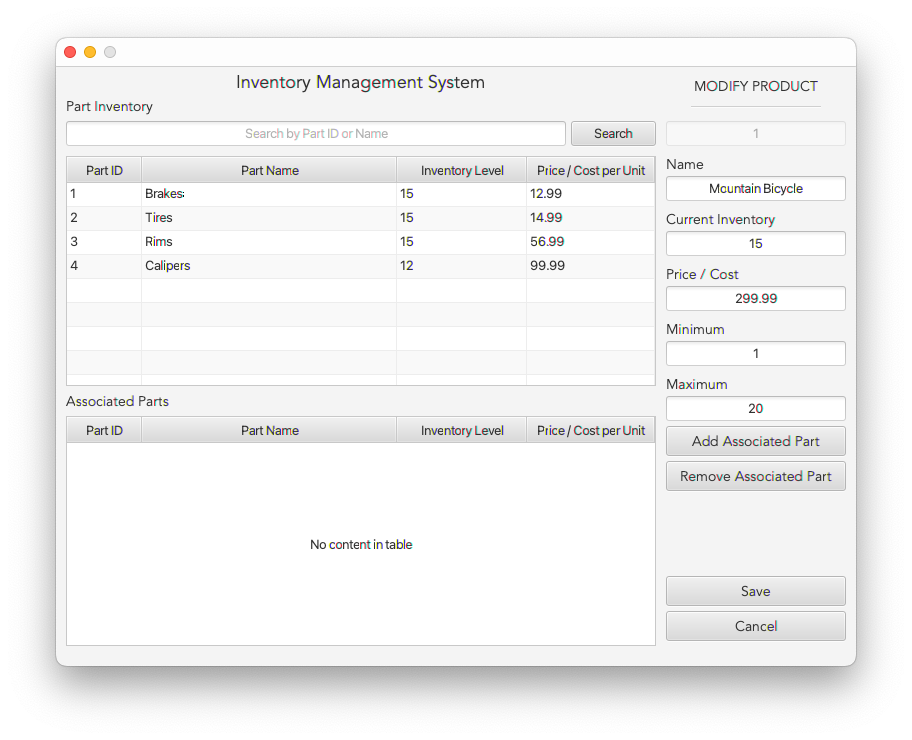 Inventory Management System
MODIFY PRODUCT
Part Inventory
Search by Part ID or Name
Search
Part ID Part Name Inventory Level Price / Cost per Unit
1 Brakes: 15 12.99
2 Tires 15 14.99
3 Rims 15 56.99
4 Calipers 12 99.99
Associated Parts
Part ID Part Name Inventory Level Price / Cost per Unit
No content in table
1
Name
Mountain Bicycle
Current Inventory
15
Price / Cost
299.99
Minimum
1
Maximum
20
Add Associated Part
Remove Associated Part
Save
Cancel